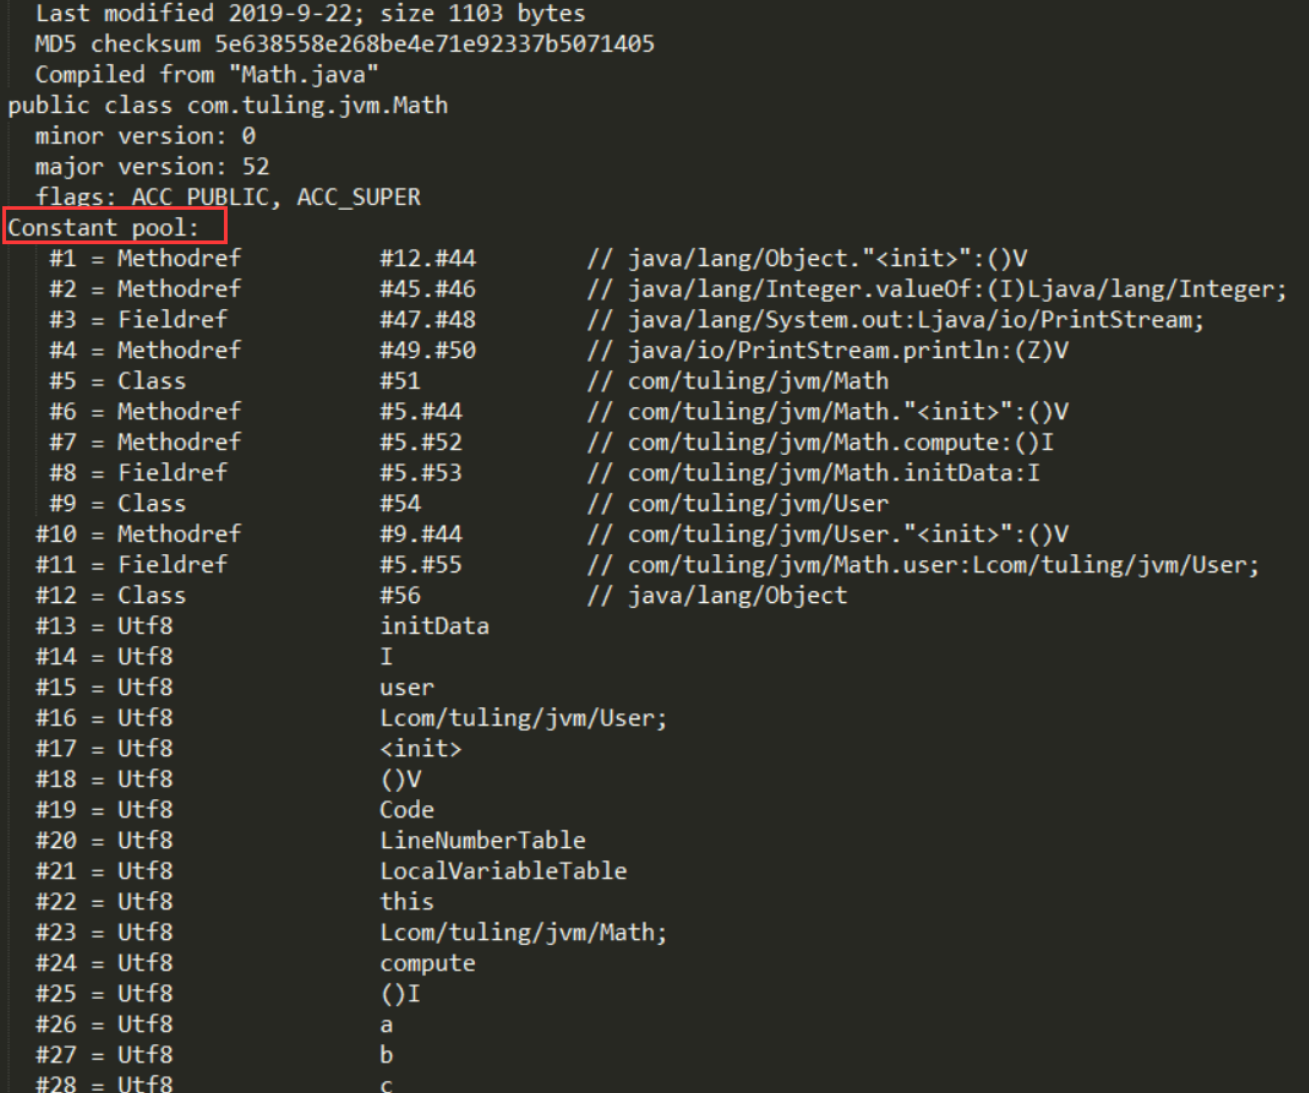 Last modified 2019-9-22; size 1103 bytes
MD5 checksum 5e638558e268be4e71e92337b5071405
Compiled from "Math.java"
public class com.tuling.jvm.Math
minor version: 0
major version: 52
flags: ACC_PUBLIC, ACC_SUPER
Constant pool:
#1 = Methodref #12.#44 // java/lang/Object."<init>":()V
#2 = Methodref #45.#46 // java/lang/Integer.valueOf:(I)Ljava/lang/Integer;
#3 = Fieldref #47.#48 // java/lang/System.out:Ljava/io/PrintStream;
#4 = Methodref #49.#50 // java/io/PrintStream.println:(Z)V
#5 = Class #51 // com/tuling/jvm/Math
#6 = Methodref #5.#44 // com/tuling/jvm/Math."<init>":()V
#7 = Methodref #5.#52 // com/tuling/jvm/Math.compute:()I
#8 = Fieldref #5.#53 // com/tuling/jvm/Math.initData:I
#9 = Class #54 // com/tuling/jvm/User
#10 = Methodref #9.#44 // com/tuling/jvm/User."<init>":()V
#11 = Fieldref #5.#55 // com/tuling/jvm/Math.user:Lcom/tuling/jvm/User;
#12 = Class #56 // java/lang/Object
#13 = Utf8 initData
#14 = Utf8 I
#15 = Utf8 user
#16 = Utf8 Lcom/tuling/jvm/User;
#17 = Utf8 <init>
#18 = Utf8 ()V
#19 = Utf8 Code
#20 = Utf8 LineNumberTable
#21 = Utf8 LocalVariableTable
#22 = Utf8 this
#23 = Utf8 Lcom/tuling/jvm/Math;
#24 = Utf8 compute
#25 = Utf8 ()I
#26 = Utf8 a
#27 = Utf8 b
#28 = Utf8 c